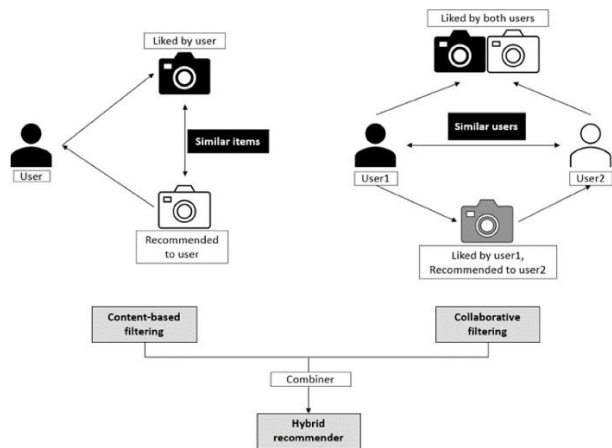 Liked by user
Similar items
User
Recommended
to user
Liked by both users
Similar users
User1
User2
Liked by user1,
Recommended to user2
Content-based
filtering
Collaborative
filtering
Combiner
Hybrid
recommender